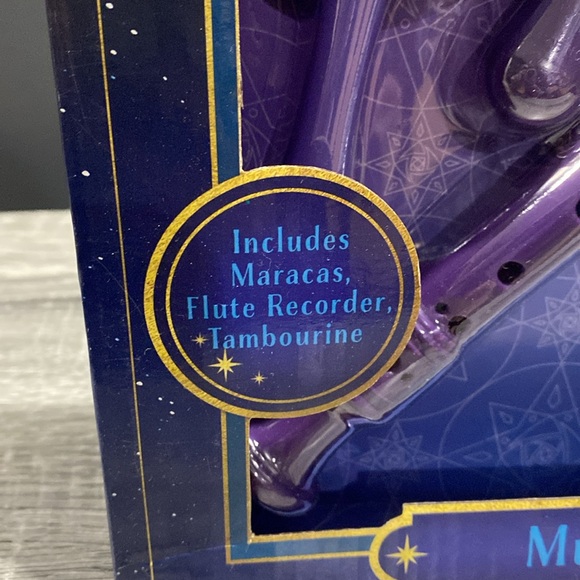 Includes
Maracas,
Flute Recorder,
Tambourine